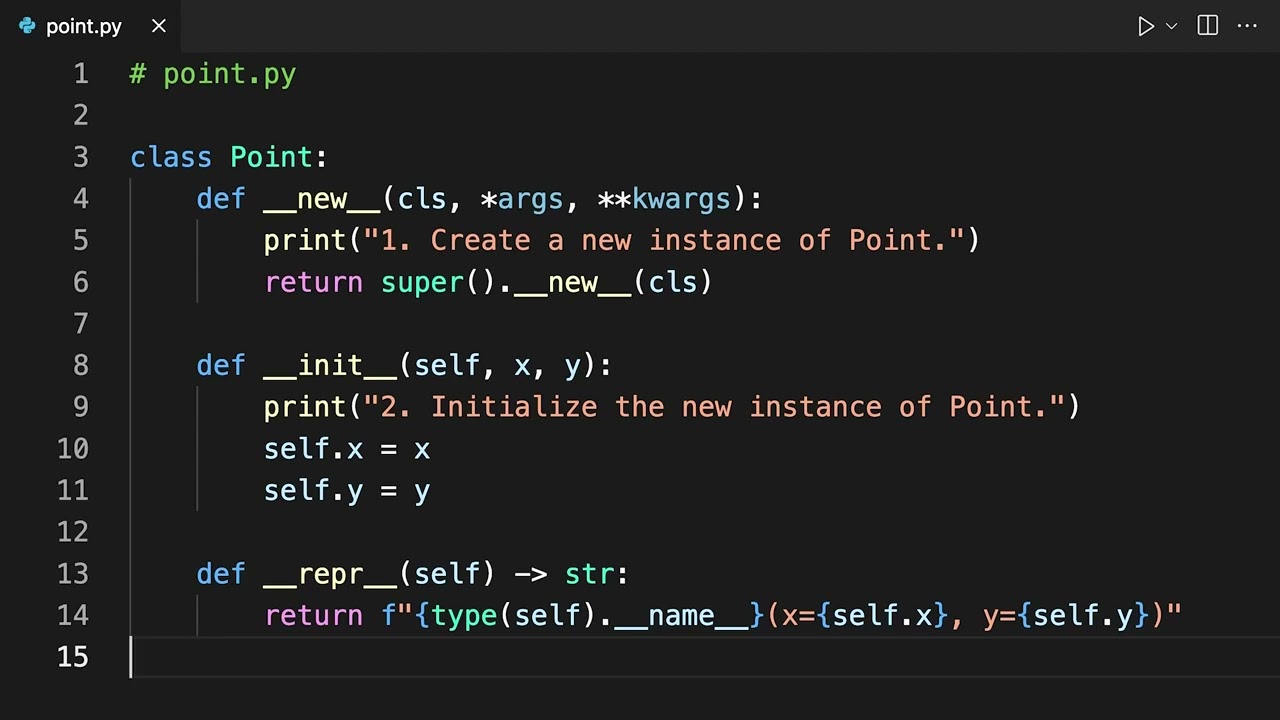 point.py
1 # point.py
2
3 class Point:
4     def __new__(cls, *args, **kwargs):
5         print("1. Create a new instance of Point.")
6         return super().__new__(cls)
7
8     def __init__(self, x, y):
9         print("2. Initialize the new instance of Point.")
10         self.x = x
11         self.y = y
12
13     def __repr__(self) -> str:
14         return f"{type(self).__name__}(x={self.x}, y={self.y})"
15